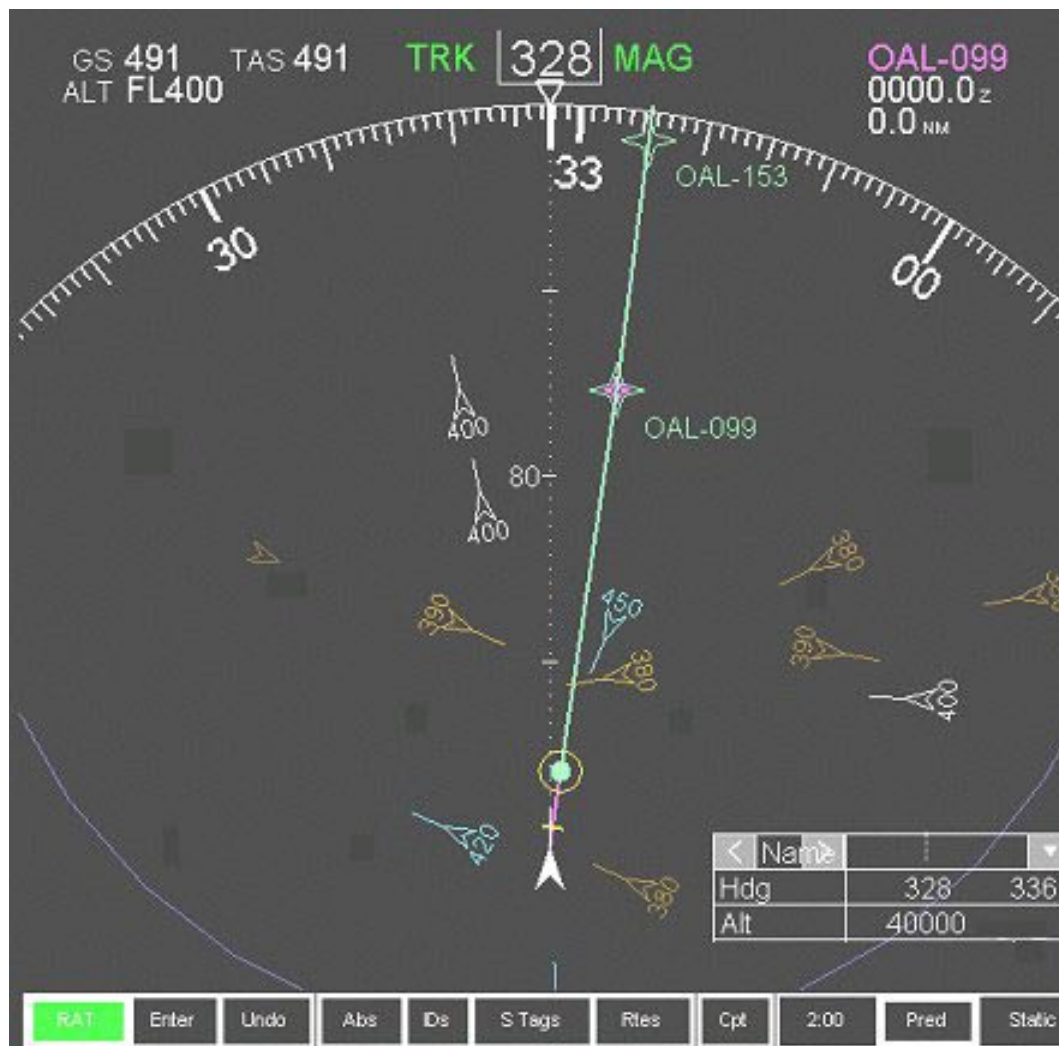 GS 491 TAS 491 TRK 328 MAG OAL-099
ALT FL400 0000.0 Z
0.0 NM
33
OAL-153
30
00
400
OAL-099
80
400
380
450
390
390
380
400
420
380
< Name >
Hdg 328 336
Alt 40000
RAT Enter Undo Abs IDs S Tags Rtes Cpt 2:00 Pred Static